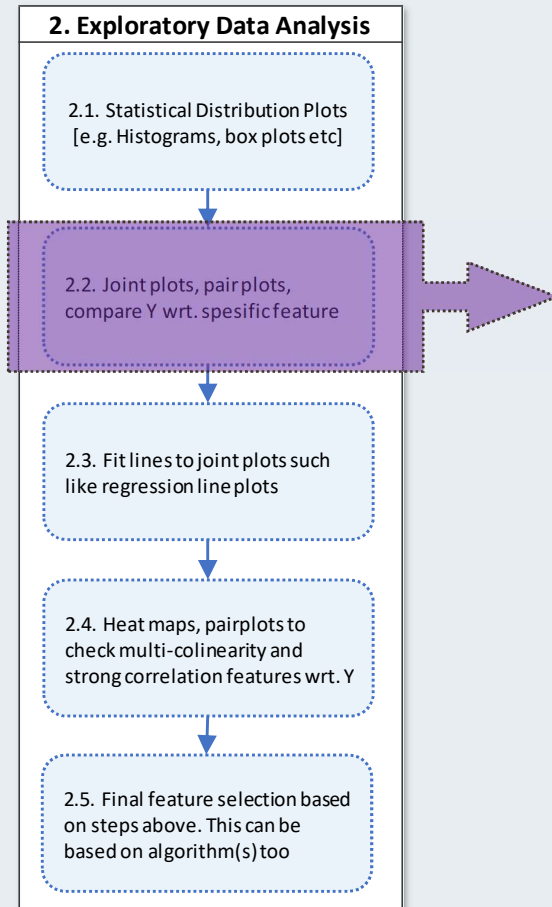 2. Exploratory Data Analysis
2.1. Statistical Distribution Plots
[e.g. Histograms, box plots etc]
2.2. Joint plots, pair plots,
compare Y wrt. spesific feature
2.3. Fit lines to joint plots such
like regression line plots
2.4. Heat maps, pairplots to
check multi-colinearity and
strong correlation features wrt. Y
2.5. Final feature selection based
on steps above. This can be
based on algorithm(s) too